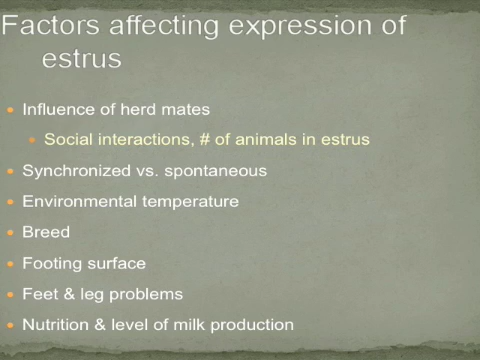 Factors affecting expression of
estrus
Influence of herd mates
Social interactions, # of animals in estrus
Synchronized vs. spontaneous
Environmental temperature
Breed
Footing surface
Feet & leg problems
Nutrition & level of milk production